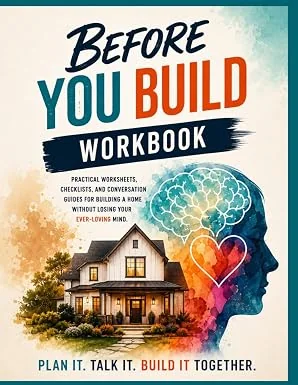 BEFORE
YOU BUILD
WORKBOOK
PRACTICAL WORKSHEETS,
CHECKLISTS, AND CONVERSATION
GUIDES FOR BUILDING A HOME
WITHOUT LOSING YOUR
EVER-LOVING MIND.
PLAN IT. TALK IT. BUILD IT TOGETHER.